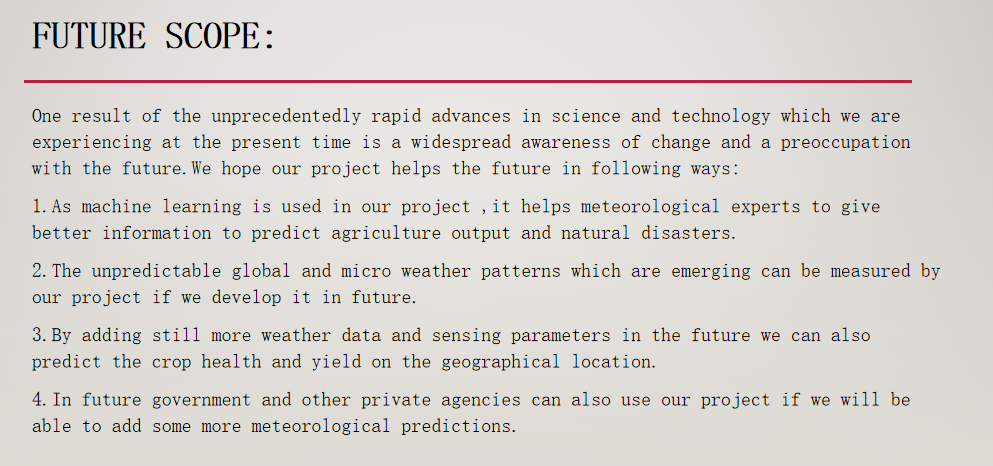 FUTURE SCOPE:
One result of the unprecedentedly rapid advances in science and technology which we are
experiencing at the present time is a widespread awareness of change and a preoccupation
with the future.We hope our project helps the future in following ways:
1.As machine learning is used in our project ,it helps meteorological experts to give
better information to predict agriculture output and natural disasters.
2.The unpredictable global and micro weather patterns which are emerging can be measured by
our project if we develop it in future.
3.By adding still more weather data and sensing parameters in the future we can also
predict the crop health and yield on the geographical location.
4.In future government and other private agencies can also use our project if we will be
able to add some more meteorological predictions.